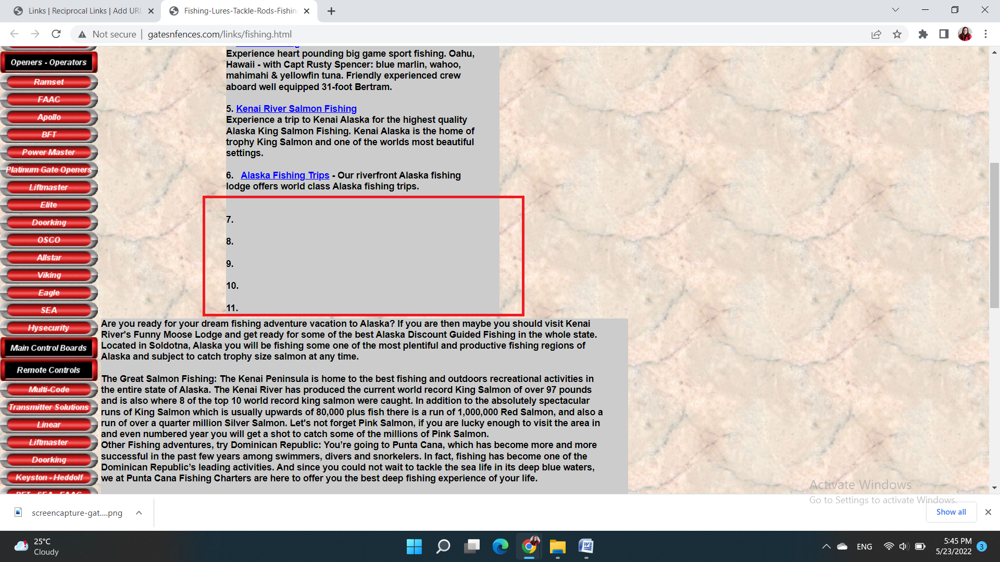 Links | Reciprocal Links | Add URL
Fishing-Lures-Tackle-Rods-Fishin
Not secure
gatesnfences.com/links/fishing.html
Openers - Operators
Ramset
FAAC
Apollo
BFT
Power Master
Platinum Gate Openers
Liftmaster
Elite
Doorking
OSCO
Allstar
Viking
Eagle
SEA
Hysecurity
Main Control Boards
Remote Controls
Multi-Code
Transmitter Solutions
Linear
Liftmaster
Doorking
Keyston - Heddolf
BFT - SEA - FAAC
Experience heart pounding big game sport fishing. Oahu,
Hawaii - with Capt Rusty Spencer: blue marlin, wahoo,
mahimahi & yellowfin tuna. Friendly experienced crew
aboard well equipped 31-foot Bertram.
5. Kenai River Salmon Fishing
Experience a trip to Kenai Alaska for the highest quality
Alaska King Salmon Fishing. Kenai Alaska is the home of
trophy King Salmon and one of the worlds most beautiful
settings.
6. Alaska Fishing Trips - Our riverfront Alaska fishing
lodge offers world class Alaska fishing trips.
7.
8.
9.
10.
11.
Are you ready for your dream fishing adventure vacation to Alaska? If you are then maybe you should visit Kenai
River's Funny Moose Lodge and get ready for some of the best Alaska Discount Guided Fishing in the whole state.
Located in Soldotna, Alaska you will be fishing some one of the most plentiful and productive fishing regions of
Alaska and subject to catch trophy size salmon at any time.
The Great Salmon Fishing: The Kenai Peninsula is home to the best fishing and outdoors recreational activities in
the entire state of Alaska. The Kenai River has produced the current world record King Salmon of over 97 pounds
and is also where 8 of the top 10 world record king salmon were caught. In addition to the absolutely spectacular
runs of King Salmon which is usually upwards of 80,000 plus fish there is a run of 1,000,000 Red Salmon, and also a
run of over a quarter million Silver Salmon. Let's not forget Pink Salmon, if you are lucky enough to visit the area in
and even numbered year you will get a shot to catch some of the millions of Pink Salmon.
Other Fishing adventures, try Dominican Republic: You’re going to Punta Cana, which has become more and more
successful in the past few years among swimmers, divers and snorkelers. In fact, fishing has become one of the
Dominican Republic’s leading activities. And since you could not wait to tackle the sea life in its deep blue waters,
we at Punta Cana Fishing Charters are here to offer you the best deep fishing experience of your life.
Activate Windows
Go to Settings to activate Windows.
screencapture-gat....png
Show all
25°C
Cloudy
ENG
5:45 PM
5/23/2022
3